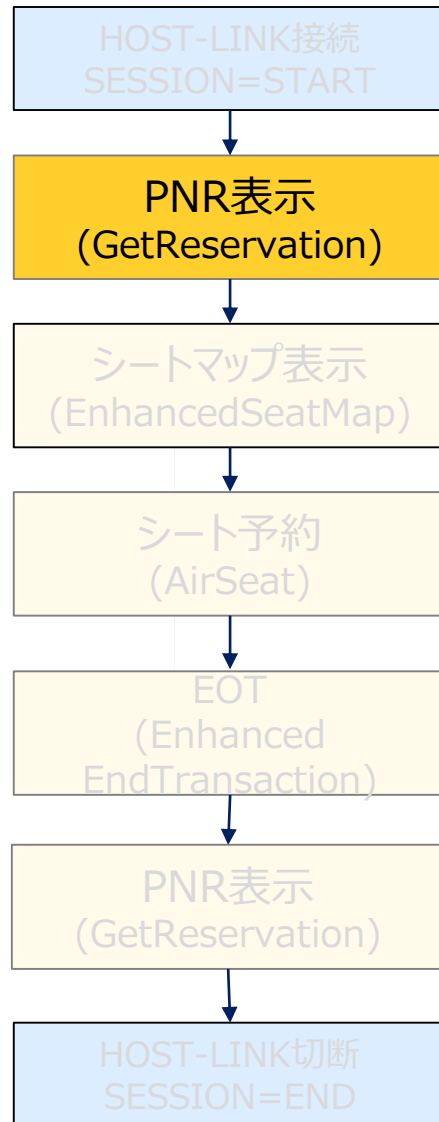 HOST-LINK接続
SESSION=START
PNR表示
(GetReservation)
シートマップ表示
(EnhancedSeatMap)
シート予約
(AirSeat)
EOT
(Enhanced
EndTransaction)
PNR表示
(GetReservation)
HOST-LINK切断
SESSION=END